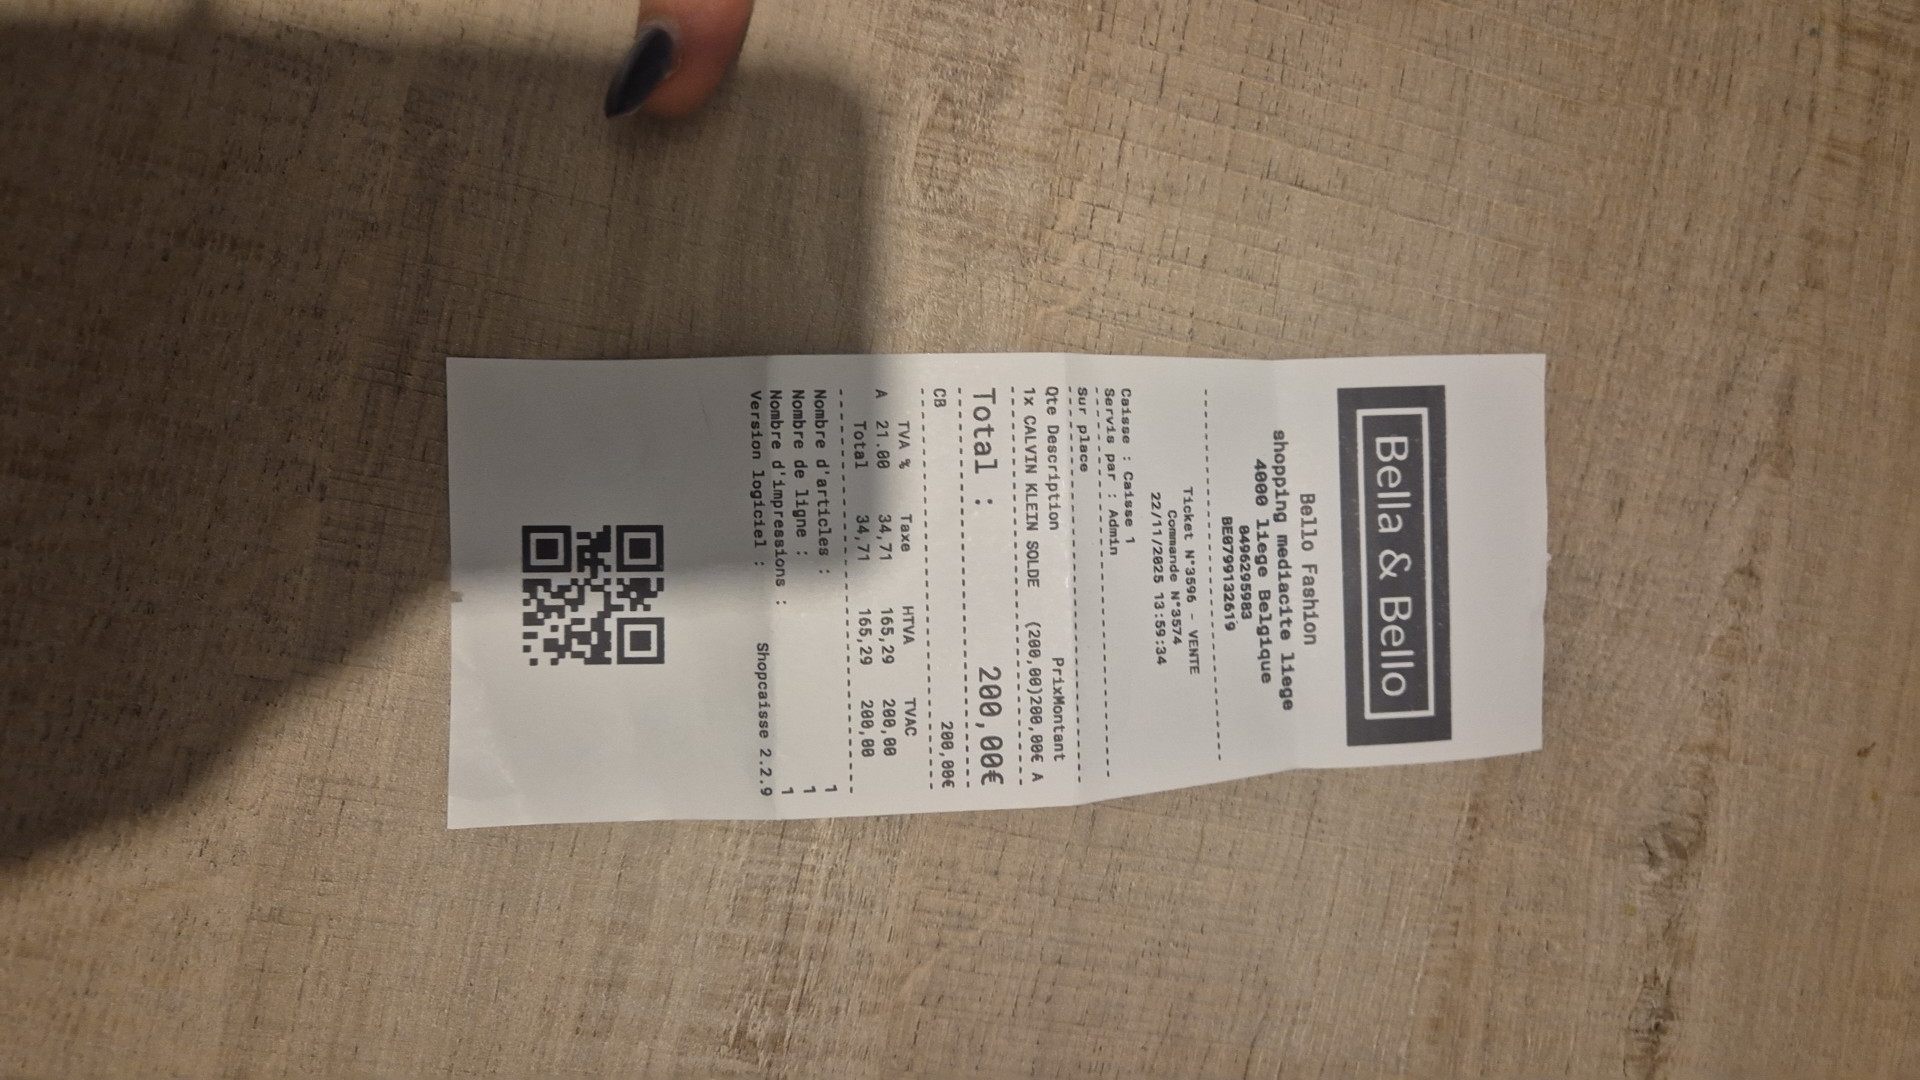 Bella & Bello
Bello Fashion
shopping mediacite liege
4000 liege Belgique
0496295983
BE0799132619
Ticket N°3596 - VENTE
Commande N°3574
22/11/2025 13:59:34
Caisse : Caisse 1
Servis par : Admin
Sur place
Qte Description PrixMontant
1x CALVIN KLEIN SOLDE (200,00)200,00€ A
Total : 200,00€
CB 200,00€
TVA % Taxe HTVA TVAC
A 21.00 34,71 165,29 200,00
Total 34,71 165,29 200,00
Nombre d'articles : 1
Nombre de ligne : 1
Nombre d'impressions : 1
Version logiciel : Shopcaisse 2.2.9